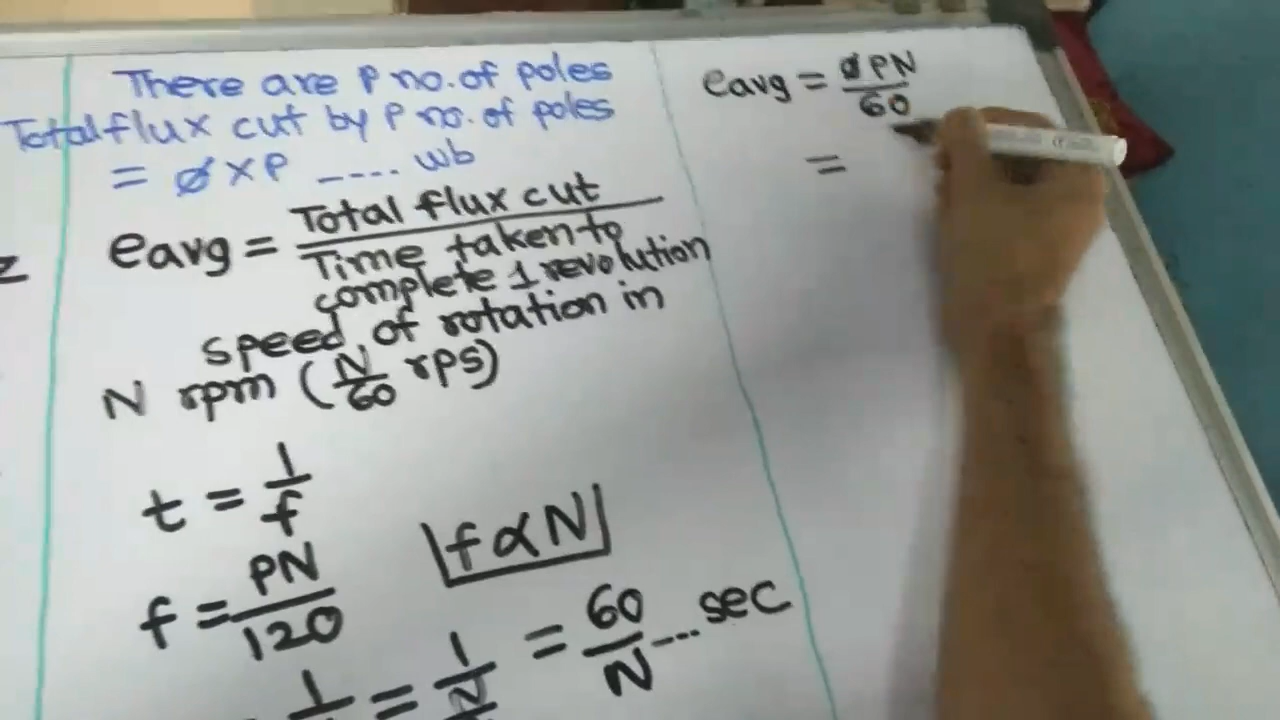 There are P no. of poles
Total flux cut by P no. of poles
= ø × P ---- wb
eavg = Total flux cut
Time taken to
complete 1 revolution
speed of rotation in
N rpm (N/60 rps)
t = 1/f
f ∝ N
f = PN/120
1 = 1/N = 60/N ... sec
eavg = øPN/60
=